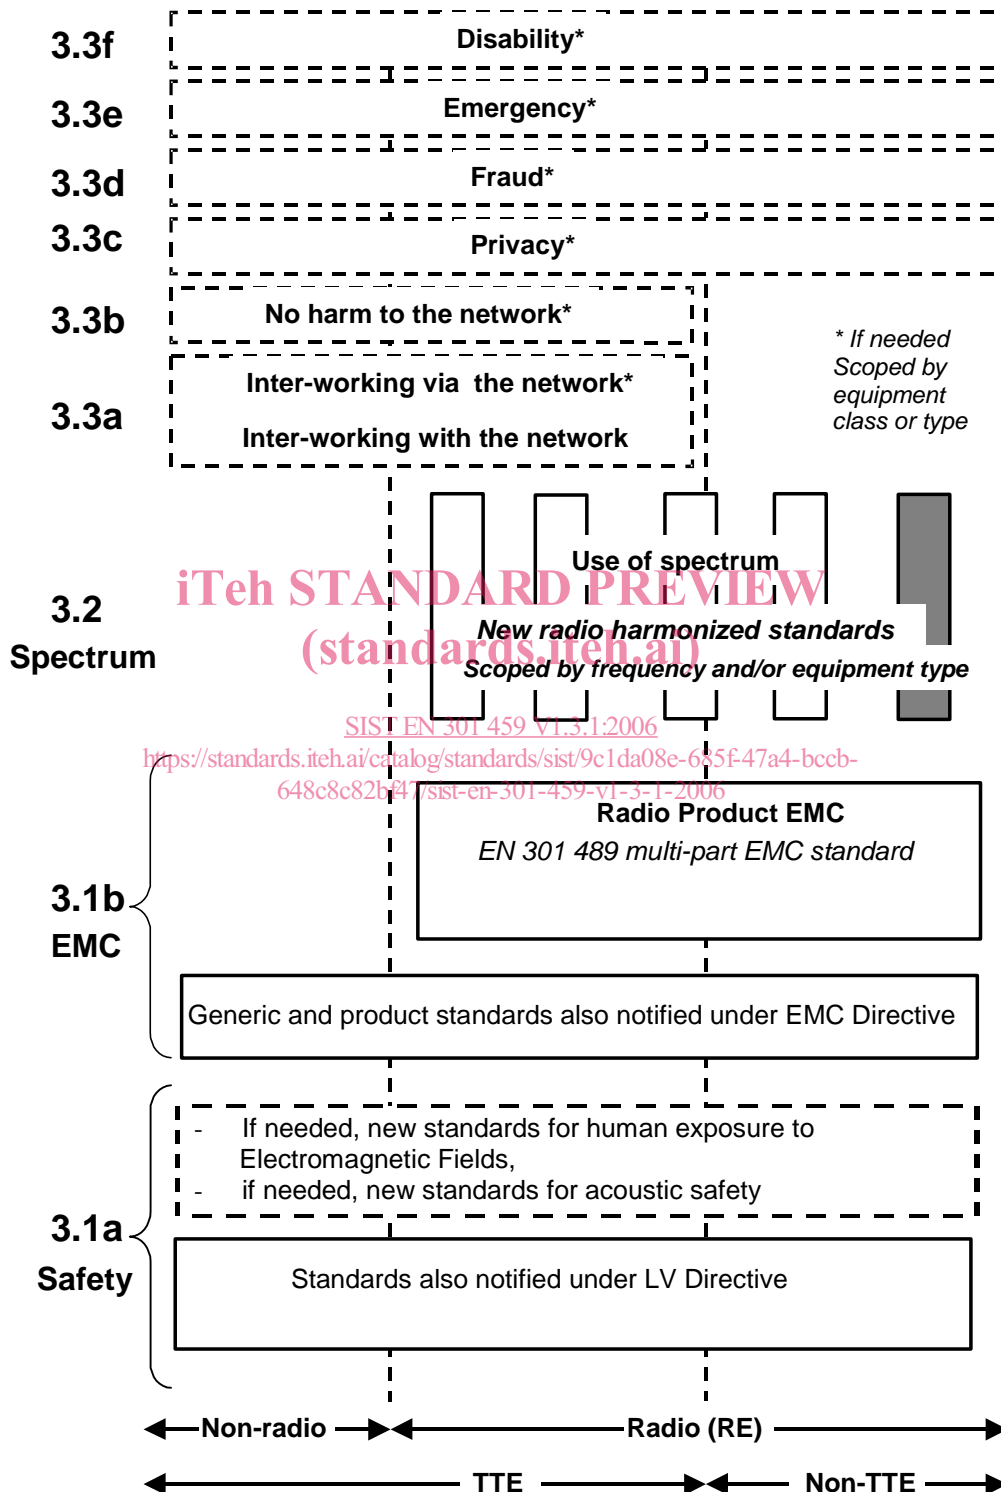 3.3f
Disability*
3.3e
Emergency*
3.3d
Fraud*
3.3c
Privacy*
3.3b
No harm to the network*
* If needed
Scoped by
equipment
class or type
3.3a
Inter-working via the network*
Inter-working with the network
Use of spectrum
iTeh STANDARD PREVIEW
3.2
Spectrum
New radio harmonized standards
(standards.iteh.ai)
Scoped by frequency and/or equipment type
SIST EN 301 459 V1.3.1:2006
https://standards.iteh.ai/catalog/standards/sist/9c1da08e-685f-47a4-bccb-
648c8c82bf47/sist-en-301-459-v1-3-1-2006
Radio Product EMC
EN 301 489 multi-part EMC standard
3.1b
EMC
Generic and product standards also notified under EMC Directive
- If needed, new standards for human exposure to
Electromagnetic Fields,
- if needed, new standards for acoustic safety
3.1a
Safety
Standards also notified under LV Directive
Non-radio
Radio (RE)
TTE
Non-TTE